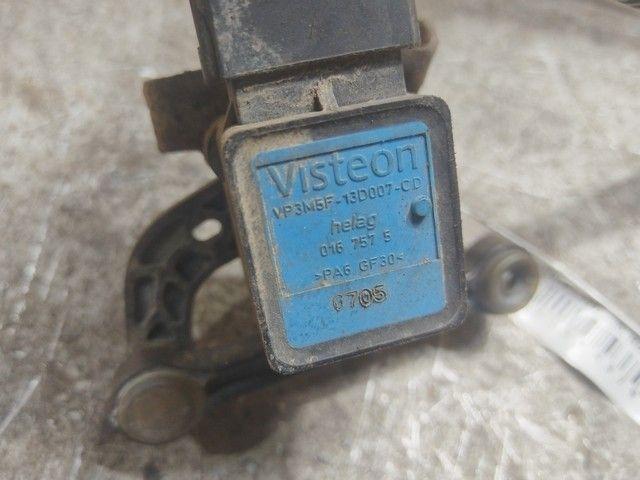 Visteon
VP3M5F-13D007-CD
helag
016 757 5
>PA6 GF30<
0705